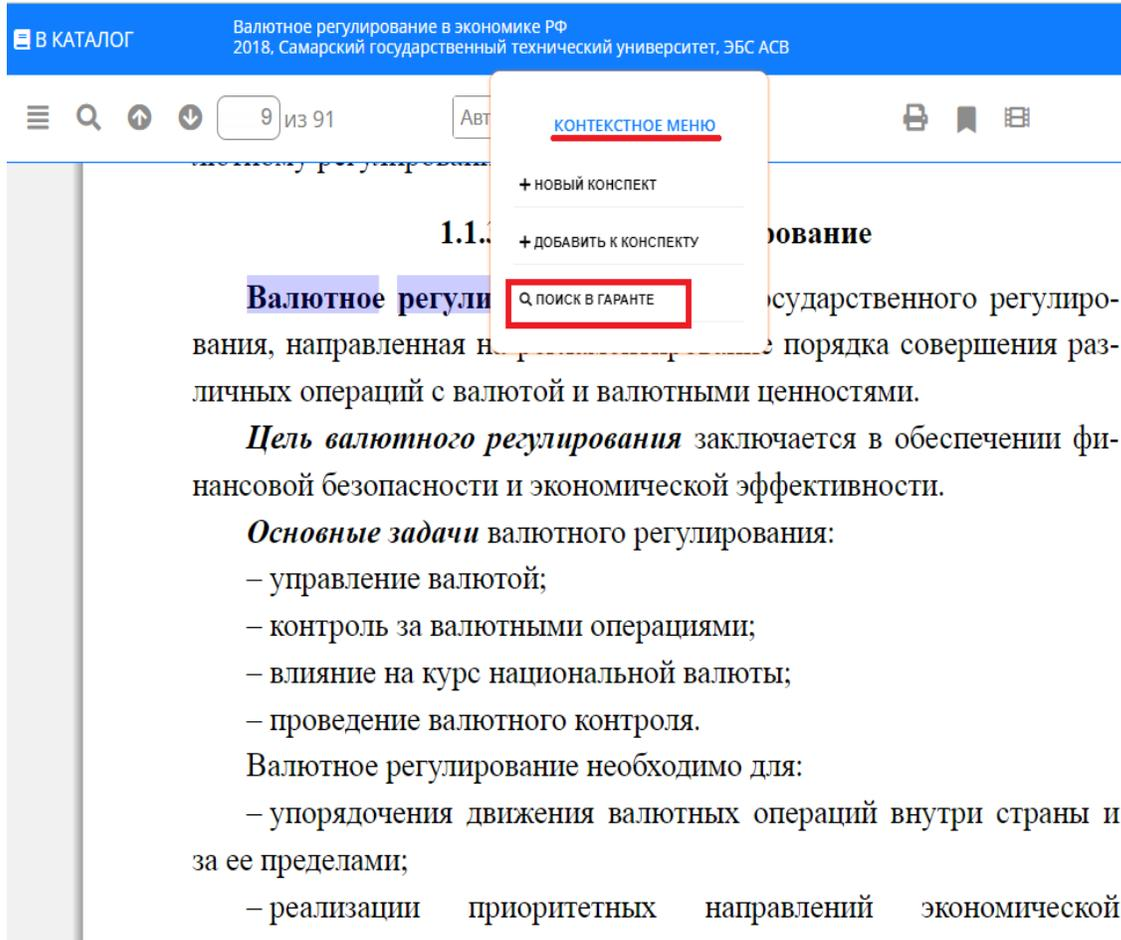 В КАТАЛОГ
Валютное регулирование в экономике РФ
2018, Самарский государственный технический университет, ЭБС АСВ
9 из 91
Авт
КОНТЕКСТНОЕ МЕНЮ
+ НОВЫЙ КОНСПЕКТ
+ ДОБАВИТЬ К КОНСПЕКТУ
ПОИСК В ГАРАНТЕ
1.1. рование
Валютное регули осударственного регулиро-
вания, направленная порядка совершения раз-
личных операций с валютой и валютными ценностями.
Цель валютного регулирования заключается в обеспечении фи-
нансовой безопасности и экономической эффективности.
Основные задачи валютного регулирования:
– управление валютой;
– контроль за валютными операциями;
– влияние на курс национальной валюты;
– проведение валютного контроля.
Валютное регулирование необходимо для:
– упорядочения движения валютных операций внутри страны и
за ее пределами;
– реализации приоритетных направлений экономической